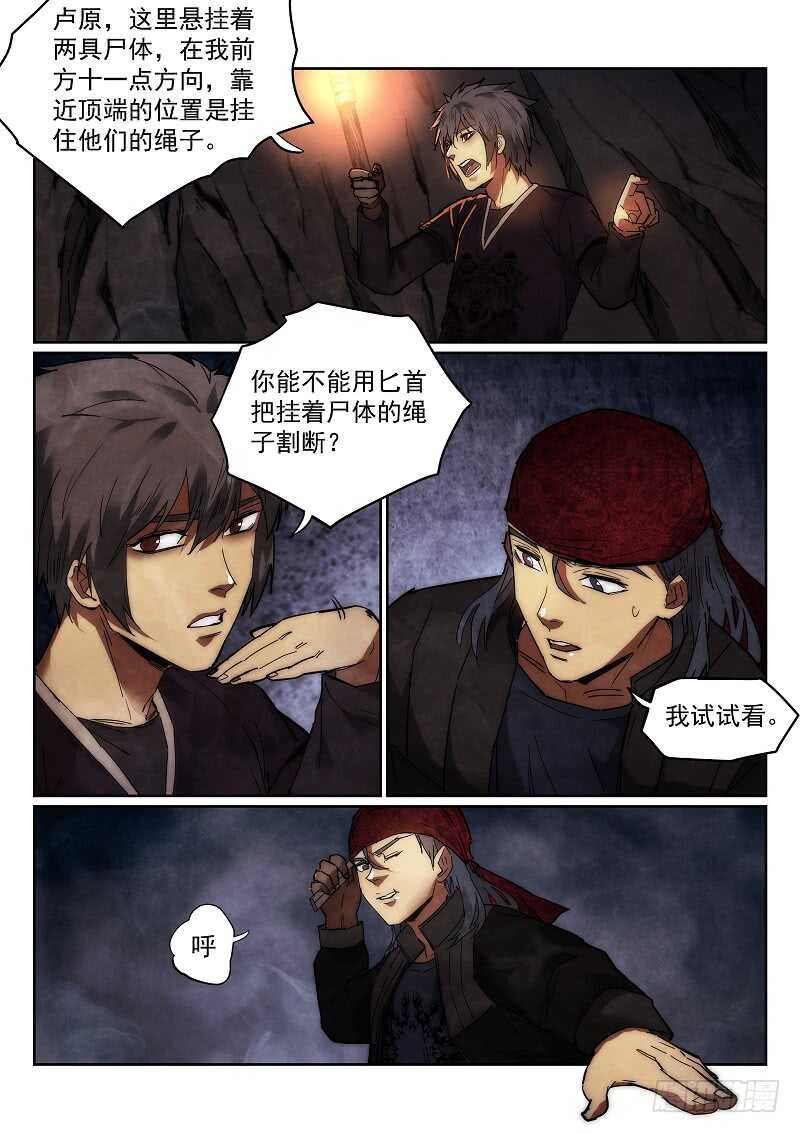 卢原，这里悬挂着
两具尸体，在我前
方十一点方向，靠
近顶端的位置是挂
住他们的绳子。
你能不能用匕首
把挂着尸体的绳
子割断？
我试试看。
呼